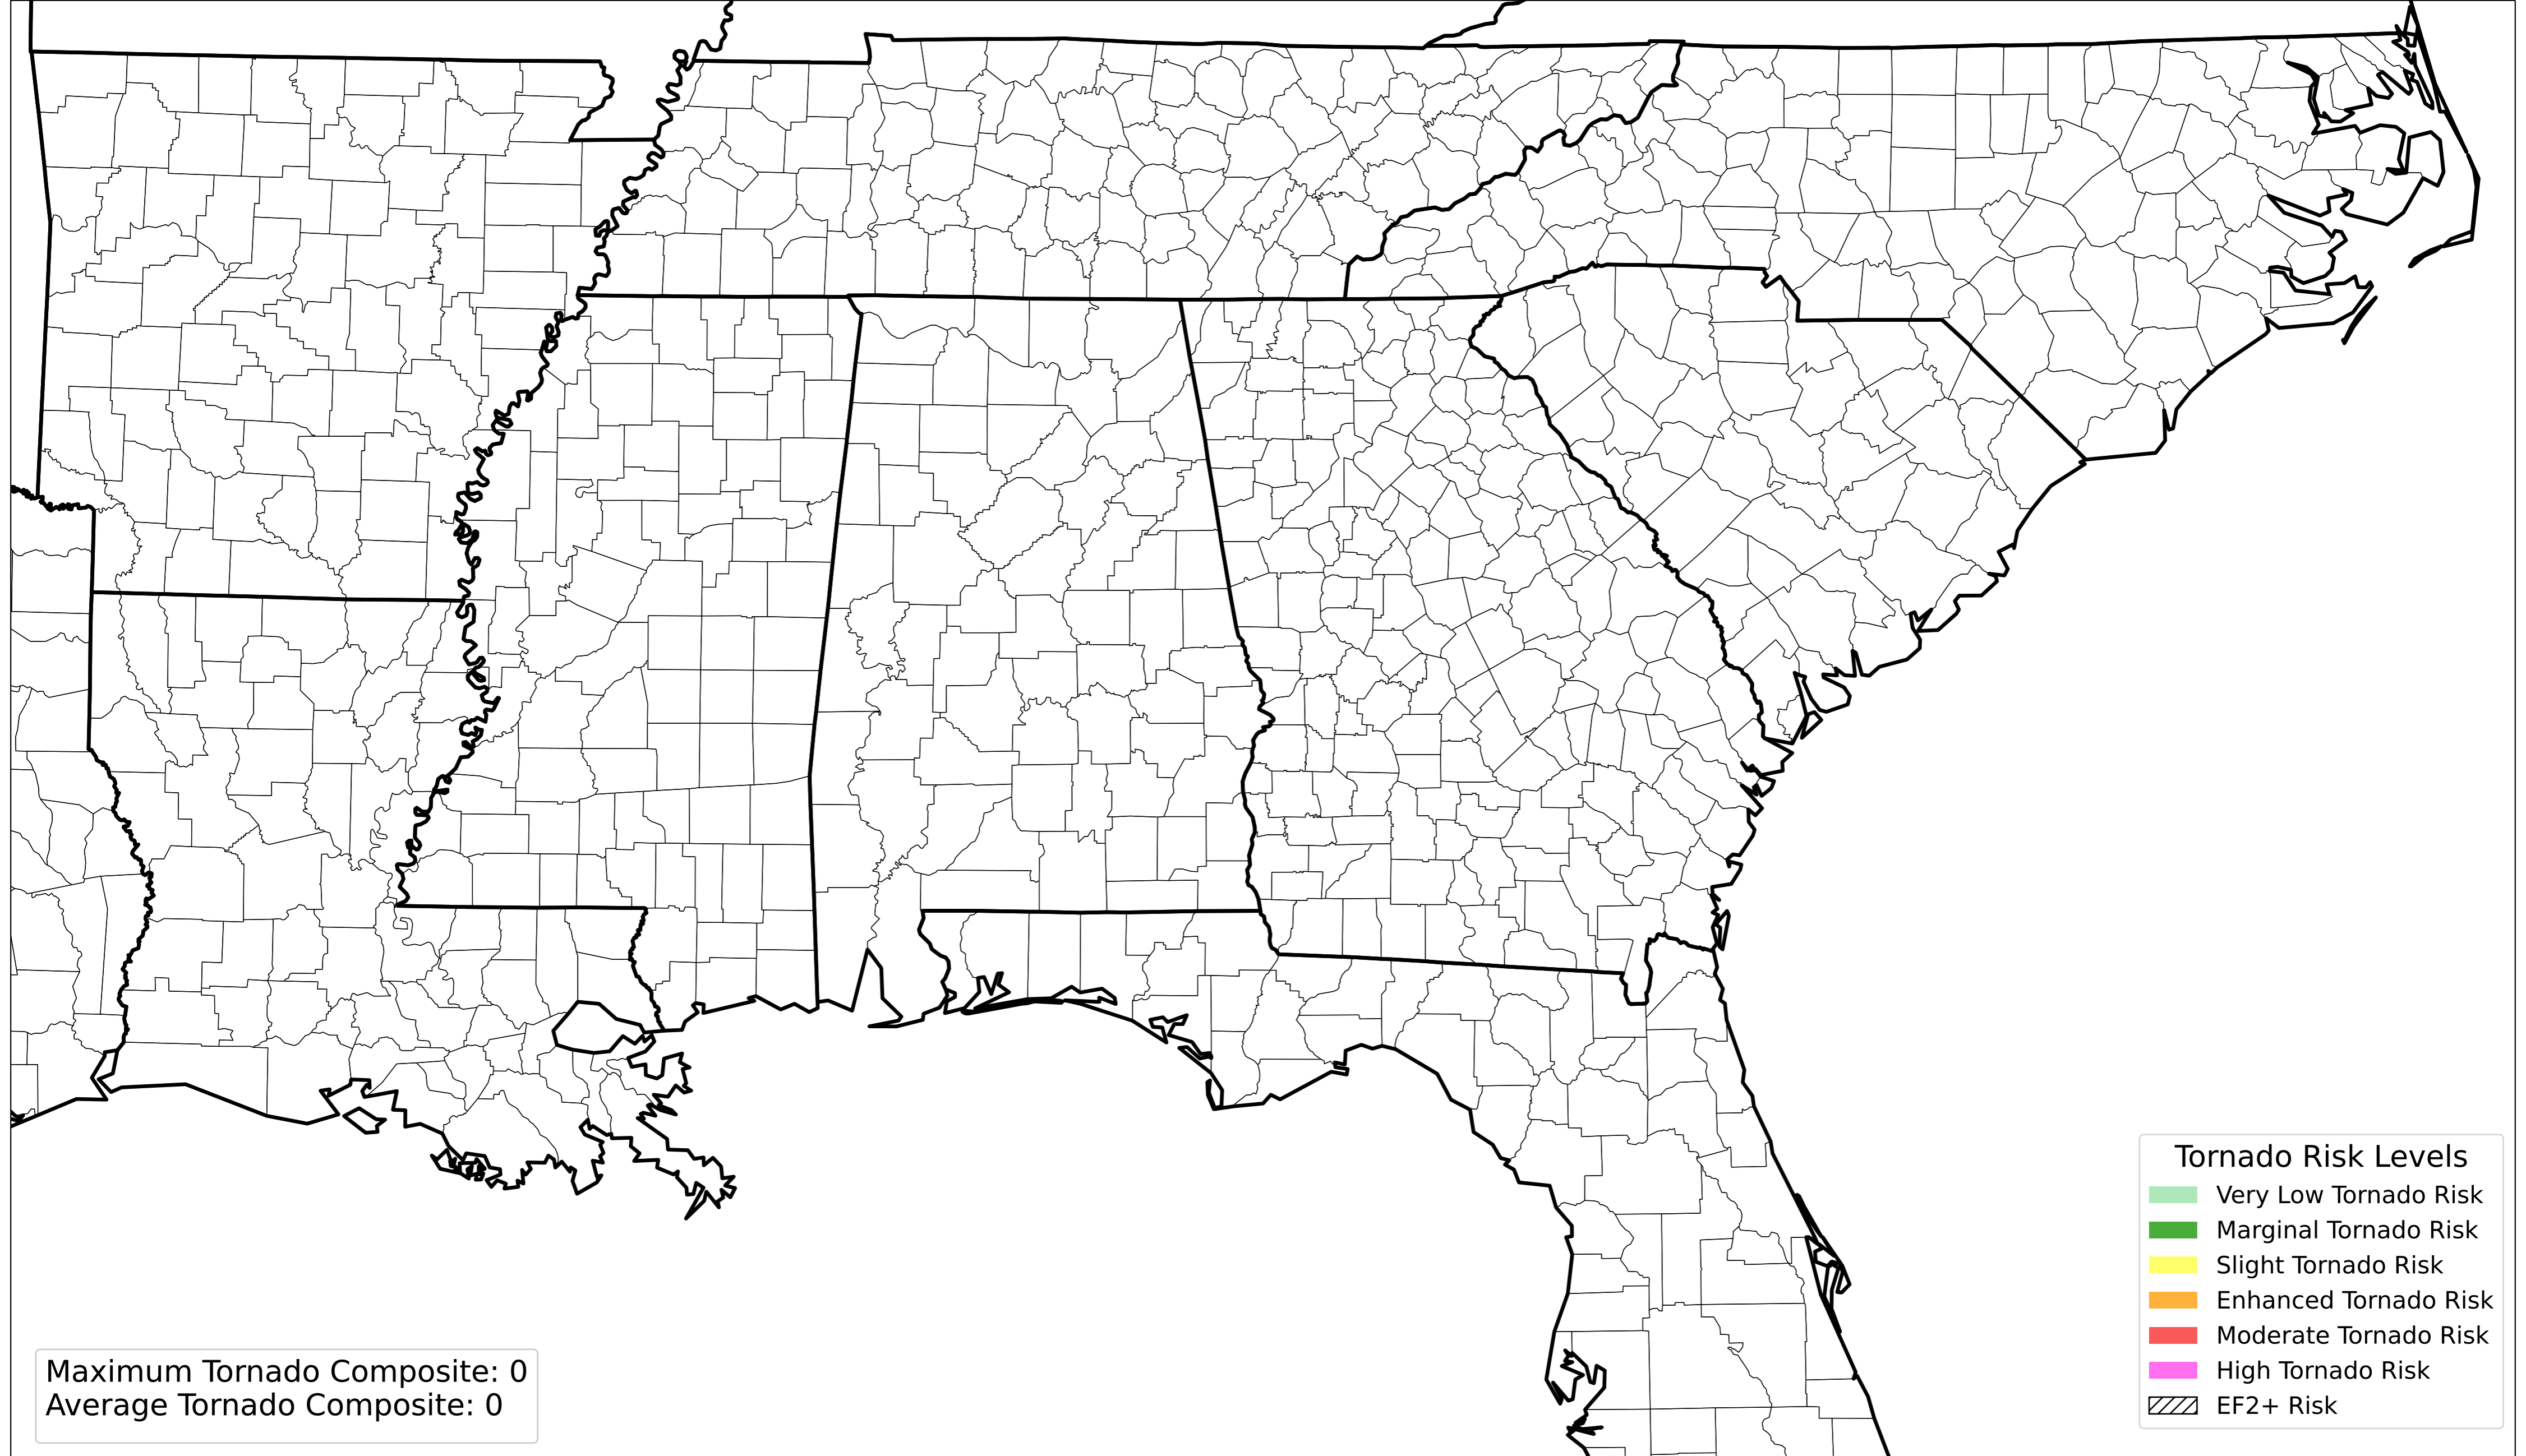 Tornado Risk Levels
Very Low Tornado Risk
Marginal Tornado Risk
Slight Tornado Risk
Enhanced Tornado Risk
Moderate Tornado Risk
High Tornado Risk
EF2+ Risk
Maximum Tornado Composite: 0
Average Tornado Composite: 0